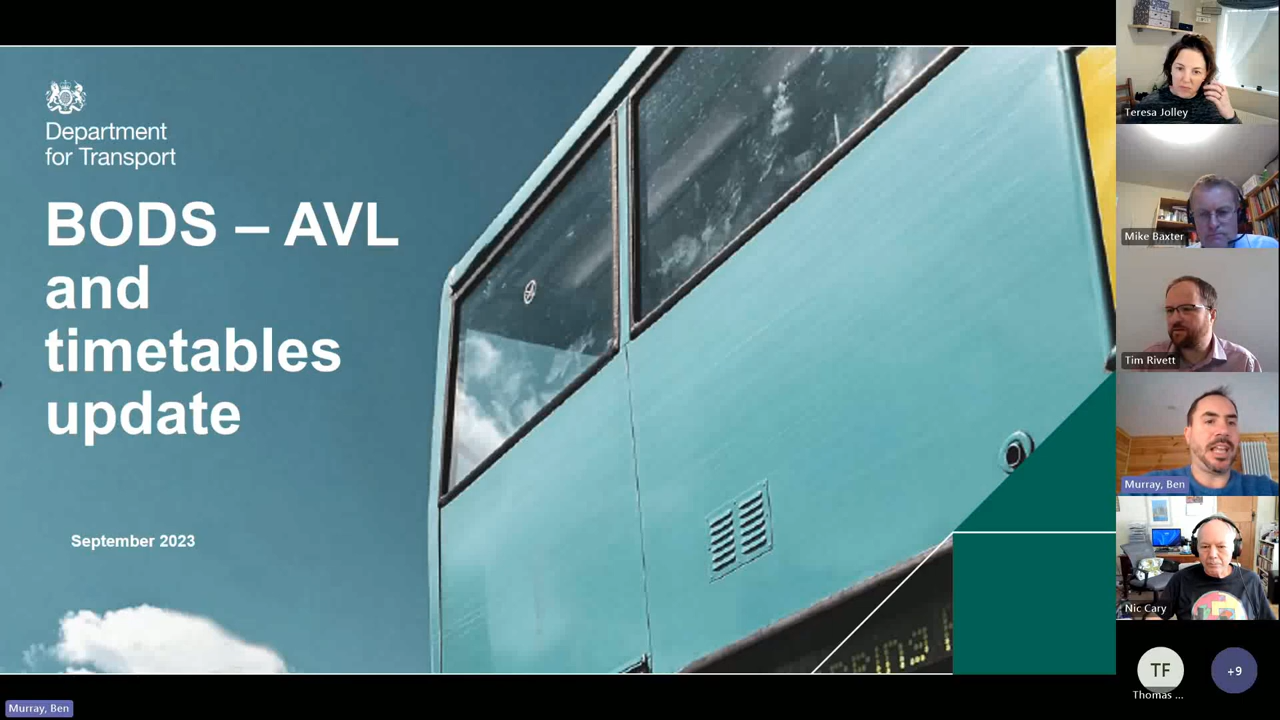 Department
for Transport
BODS – AVL
and
timetables
update
September 2023
Teresa Jolley
Mike Baxter
Tim Rivett
Murray, Ben
Nic Cary
TF
Thomas ...
+9
Murray, Ben